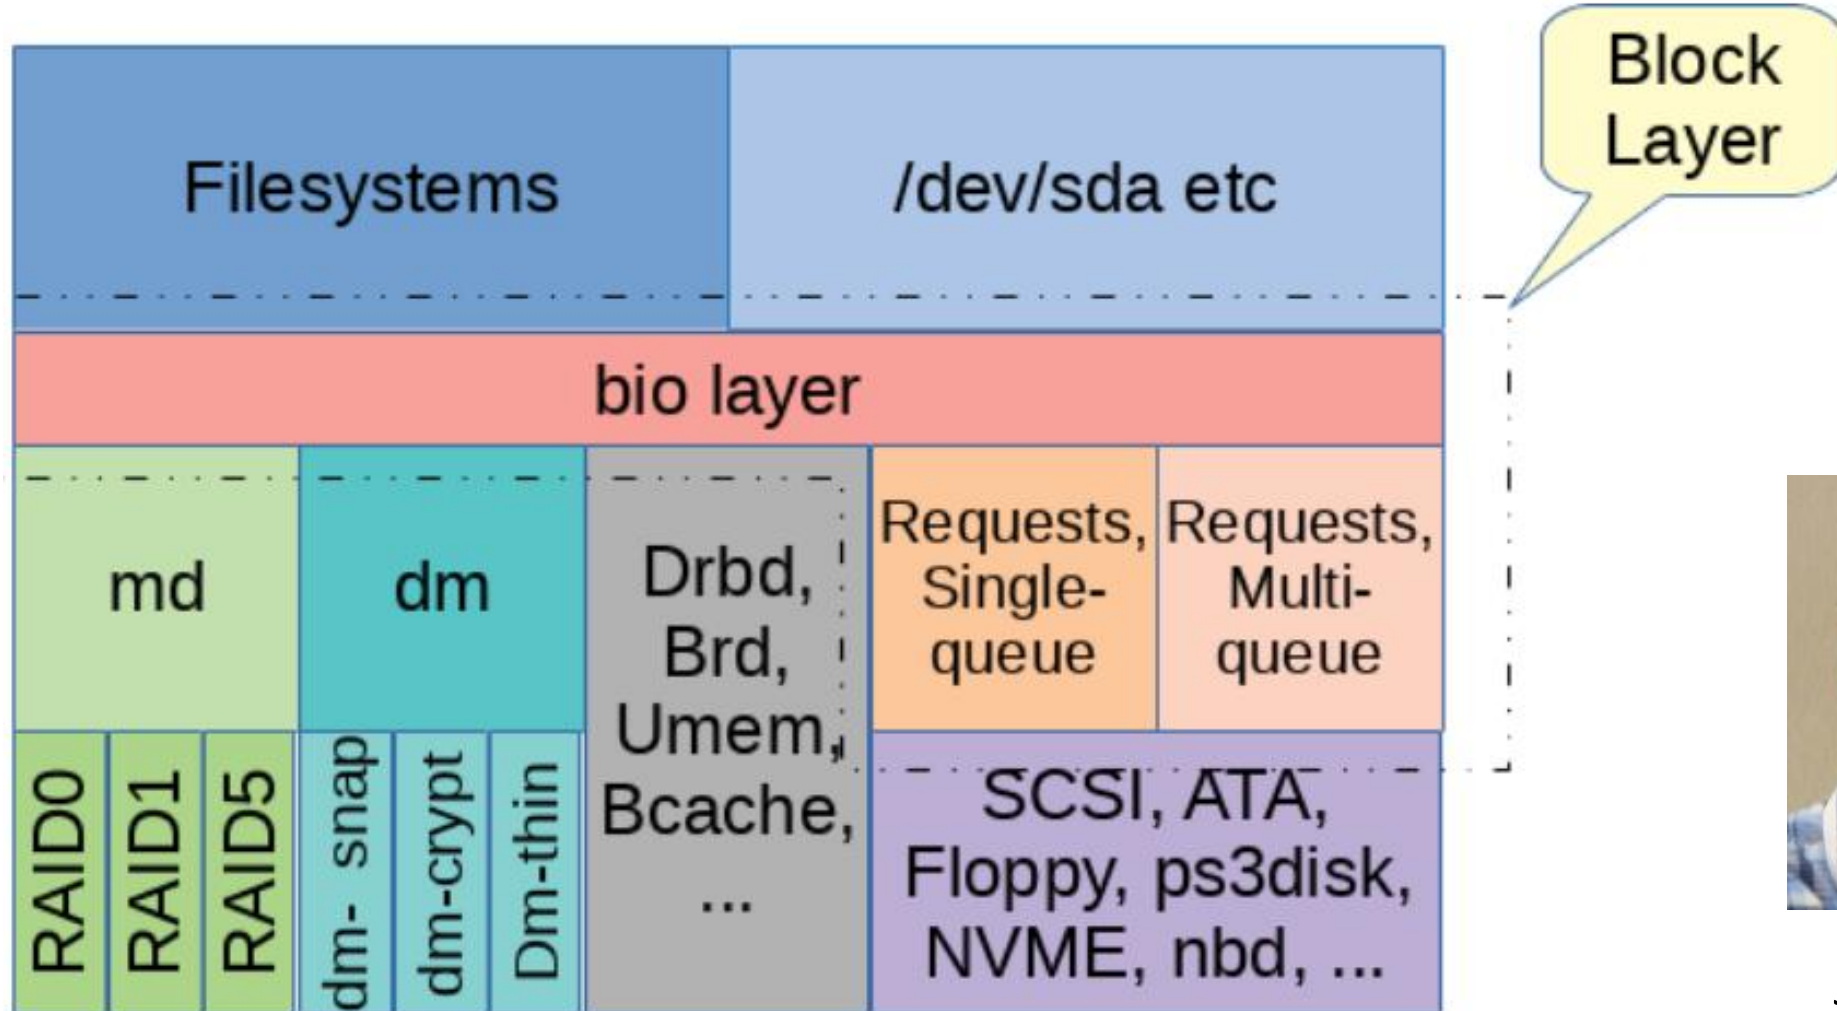 Block
Layer
Filesystems
/dev/sda etc
bio layer
md
dm
Drbd,
Brd,
Umem,
Bcache,
...
Requests,
Single-
queue
Requests,
Multi-
queue
RAID0
RAID1
RAID5
dm- snap
dm-crypt
Dm-thin
SCSI, ATA,
Floppy, ps3disk,
NVME, nbd, ...